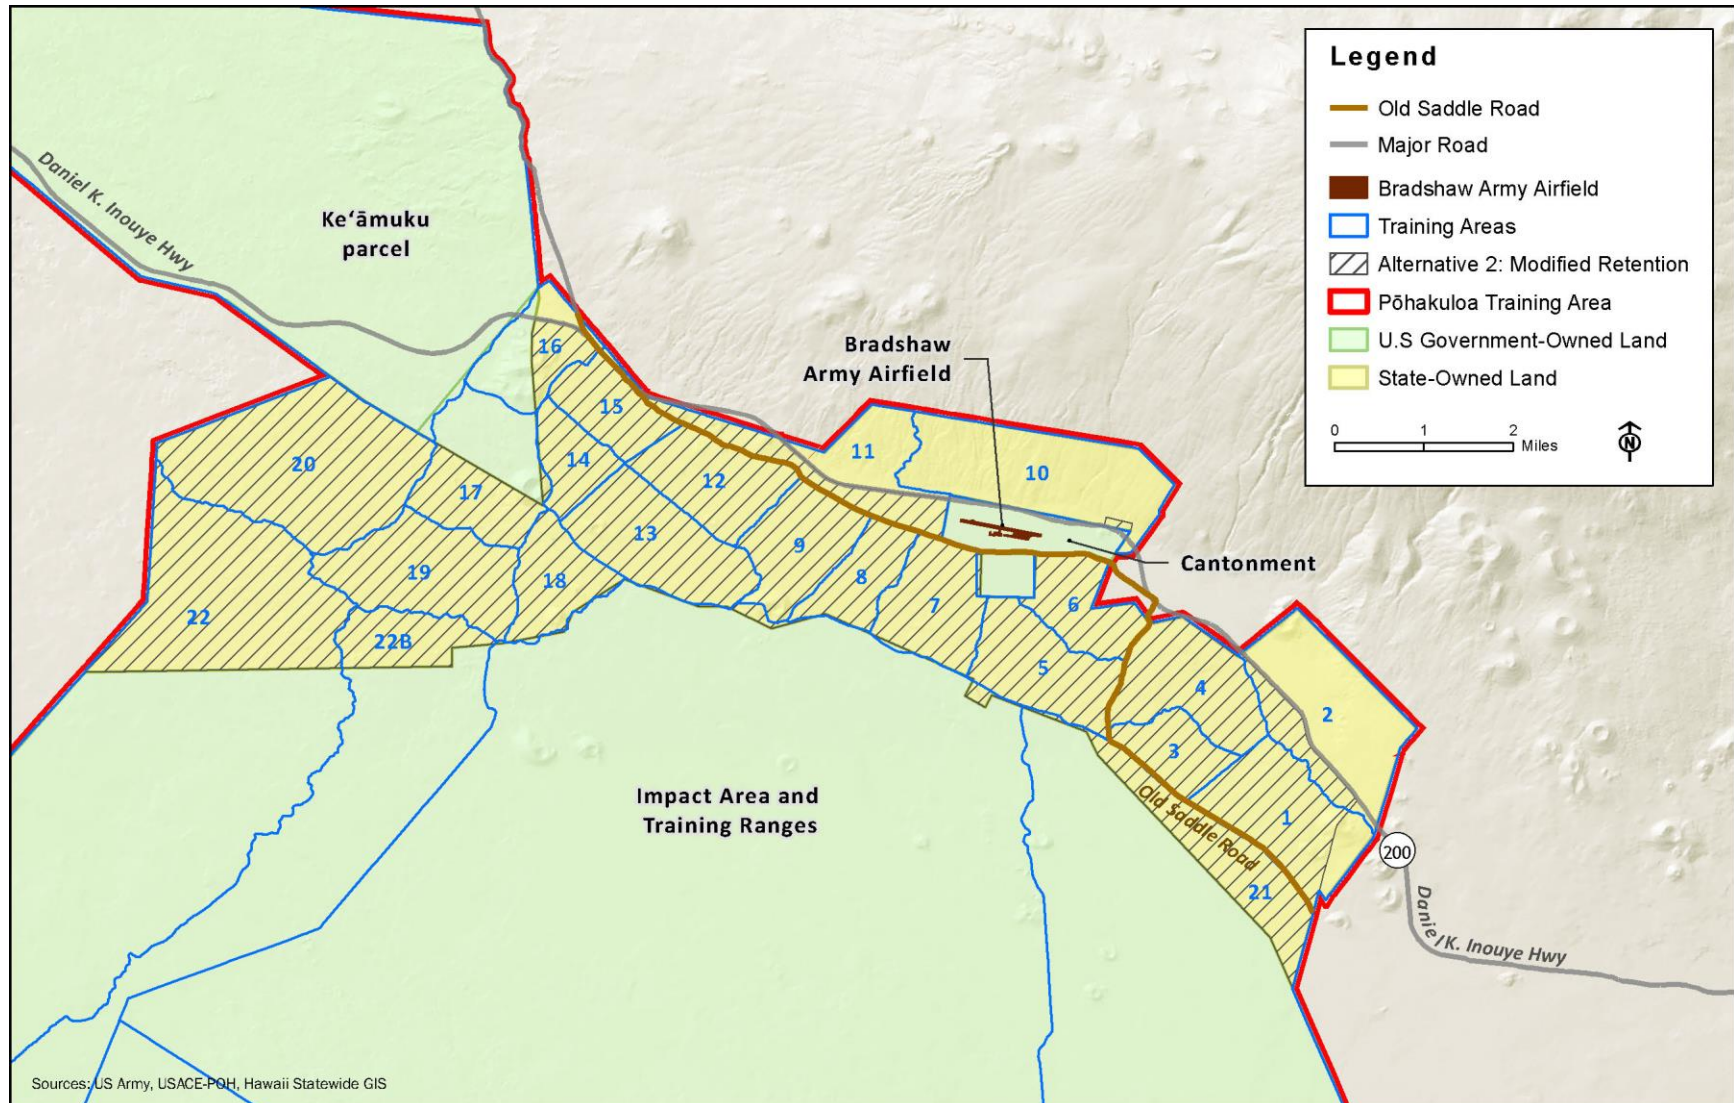 Legend
Old Saddle Road
Major Road
Bradshaw Army Airfield
Training Areas
Alternative 2: Modified Retention
Pōhakuloa Training Area
U.S Government-Owned Land
State-Owned Land
0 1 2 Miles
N
Daniel K. Inouye Hwy
Keʻāmuku
parcel
Bradshaw
Army Airfield
Cantonment
16
15
11
10
20
14
12
17
13
9
19
18
8
7
6
22
22B
5
4
2
3
1
Old Saddle Road
21
Impact Area and
Training Ranges
200
Daniel K. Inouye Hwy
Sources: US Army, USACE-POH, Hawaii Statewide GIS